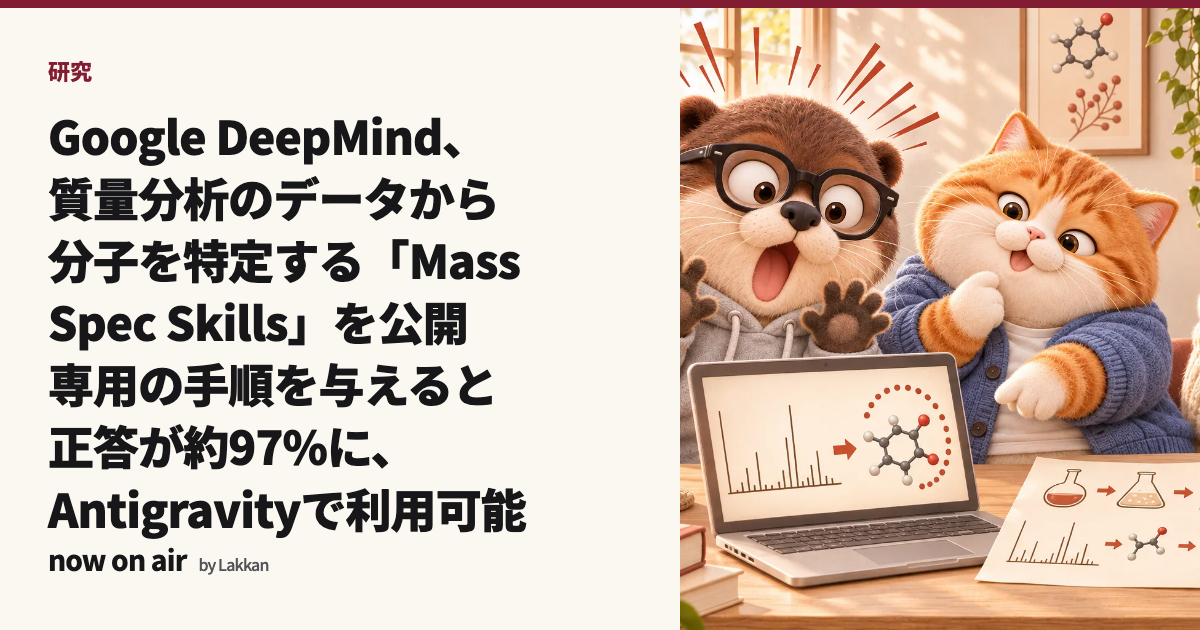 研究
Google DeepMind、
質量分析のデータから
分子を特定する「Mass
Spec Skills」を公開
専用の手順を与えると
正答が約97%に、
Antigravityで利用可能
now on air by Lakkan